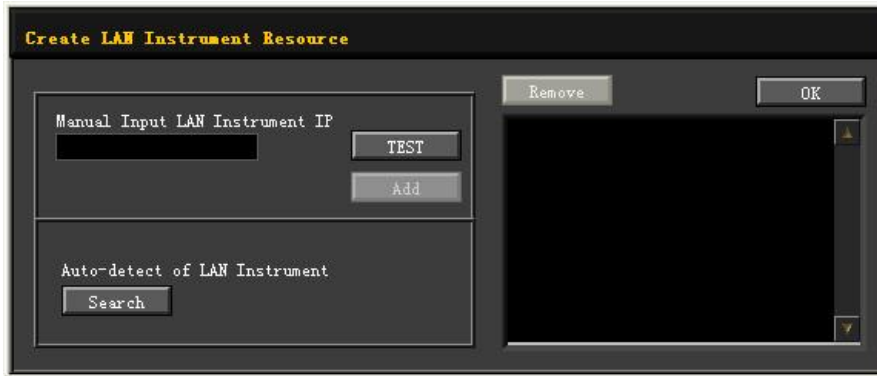 Create LAN Instrument Resource
Manual Input LAN Instrument IP
TEST
Add
Auto-detect of LAN Instrument
Search
Remove
OK